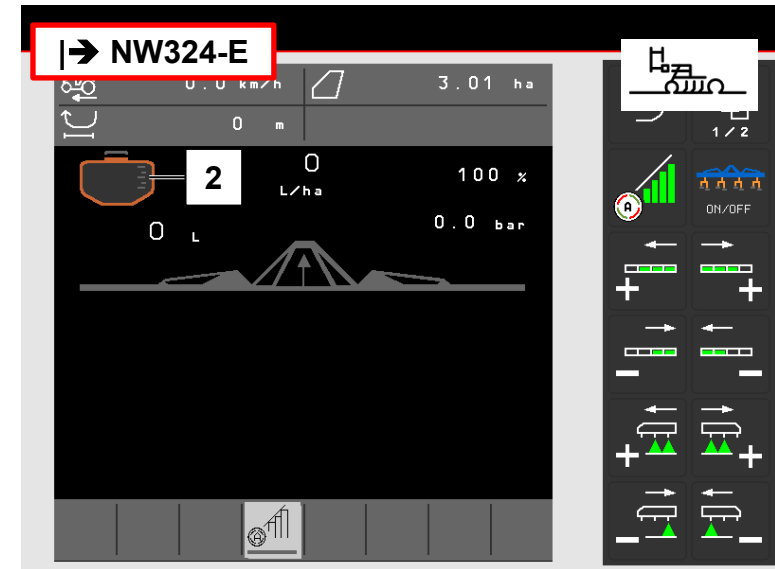 |➔ NW324-E
0.0 km/h
3.01 ha
0 m
1/2
2
0
L/ha
100 %
A
ON/OFF
0 L
0.0 bar
+ +
- -
+ +
- -
A